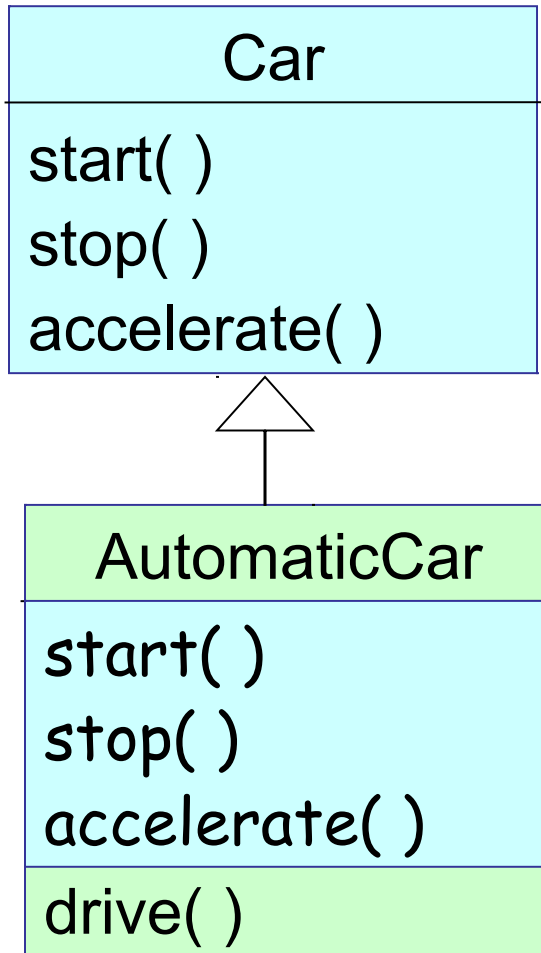 Car
start( )
stop( )
accelerate( )
AutomaticCar
start( )
stop( )
accelerate( )
drive( )